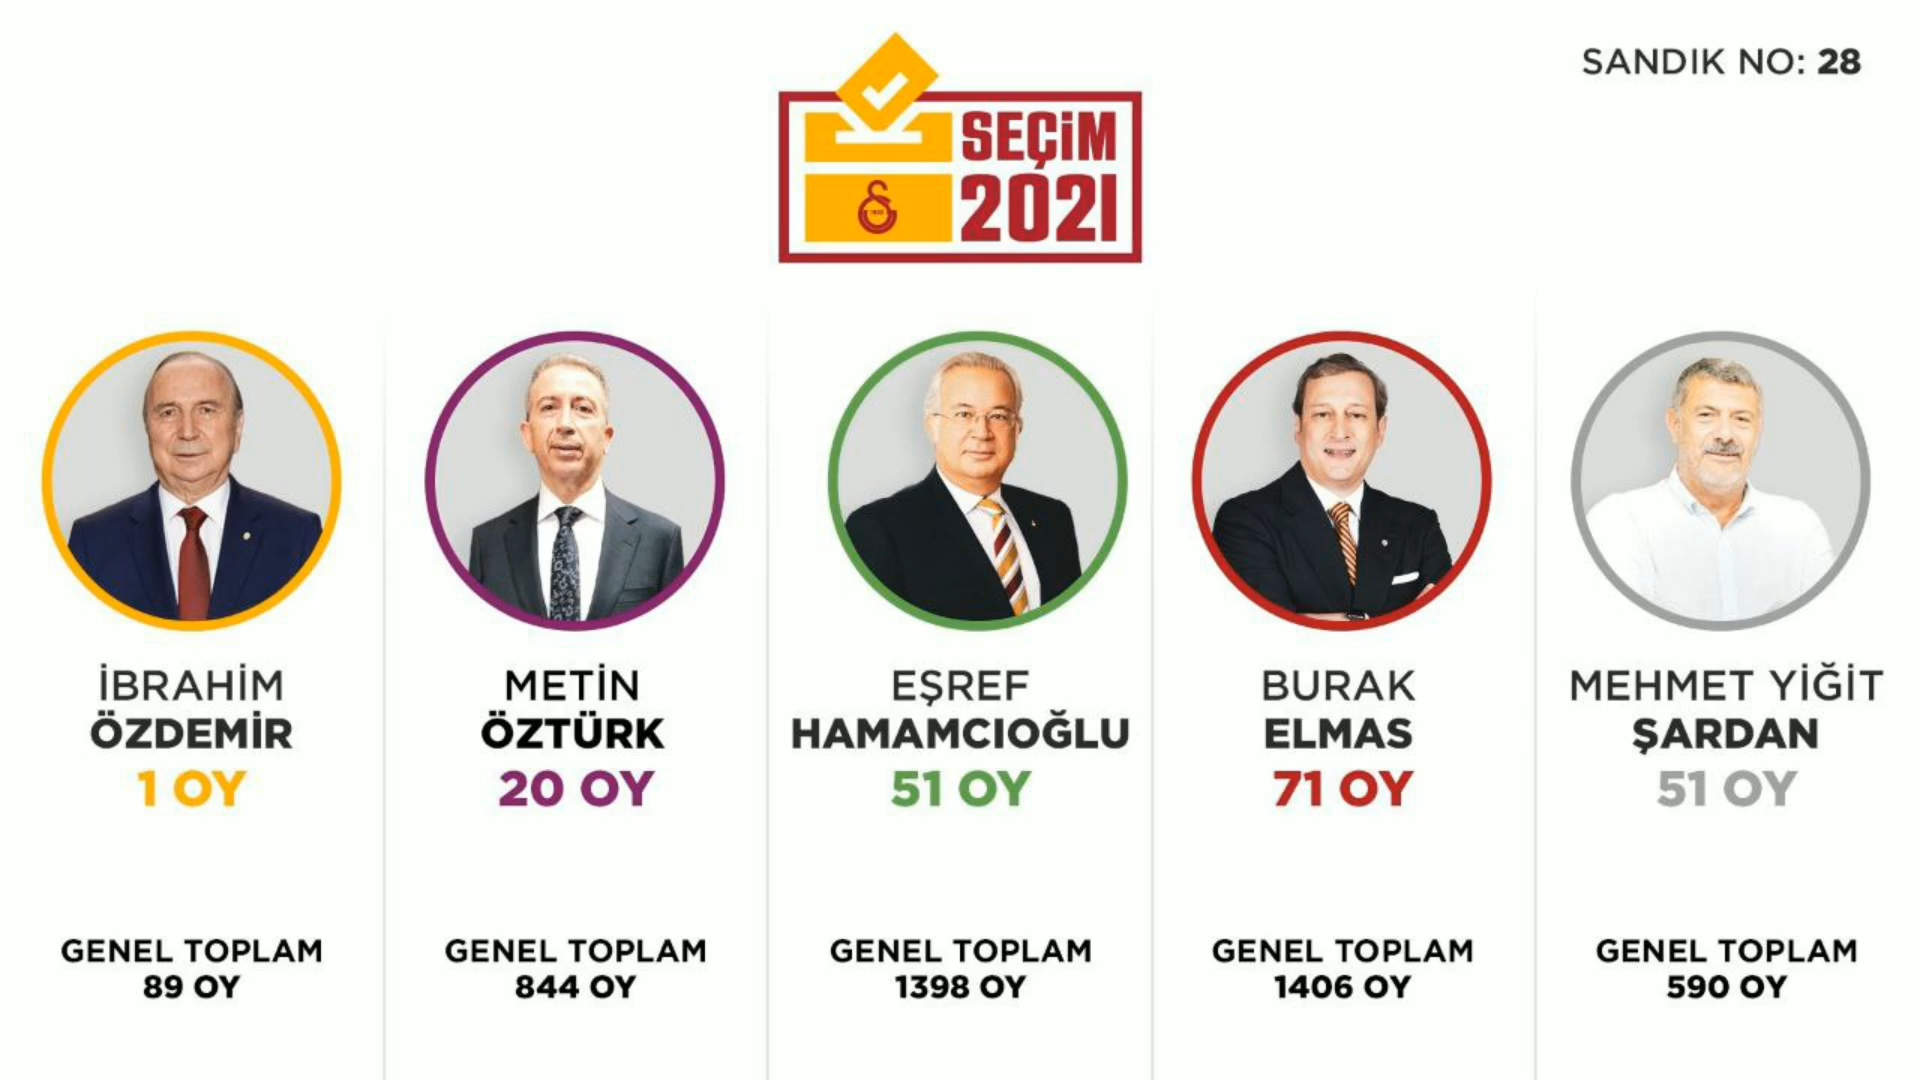 SANDIK NO: 28
SEÇİM
2021
İBRAHİM
ÖZDEMİR
1 OY
GENEL TOPLAM
89 OY
METİN
ÖZTÜRK
20 OY
GENEL TOPLAM
844 OY
EŞREF
HAMAMCIOĞLU
51 OY
GENEL TOPLAM
1398 OY
BURAK
ELMAS
71 OY
GENEL TOPLAM
1406 OY
MEHMET YİĞİT
ŞARDAN
51 OY
GENEL TOPLAM
590 OY